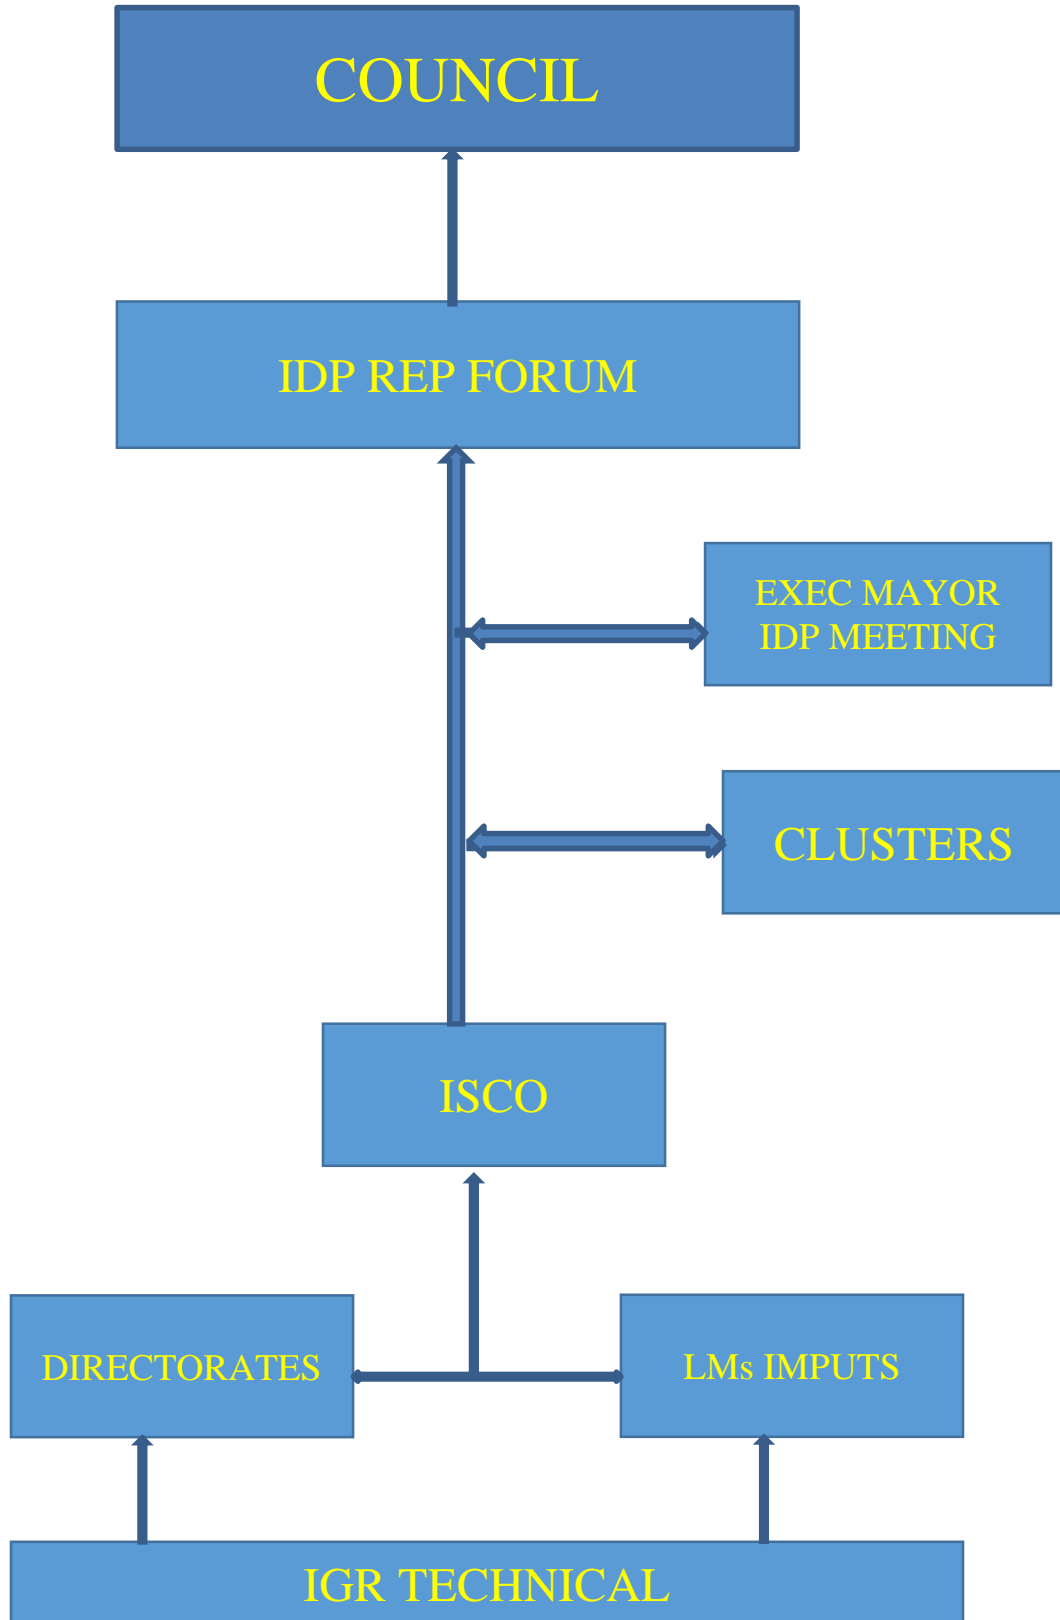 COUNCIL
IDP REP FORUM
EXEC MAYOR
IDP MEETING
CLUSTERS
ISCO
DIRECTORATES
LMs IMPUTS
IGR TECHNICAL